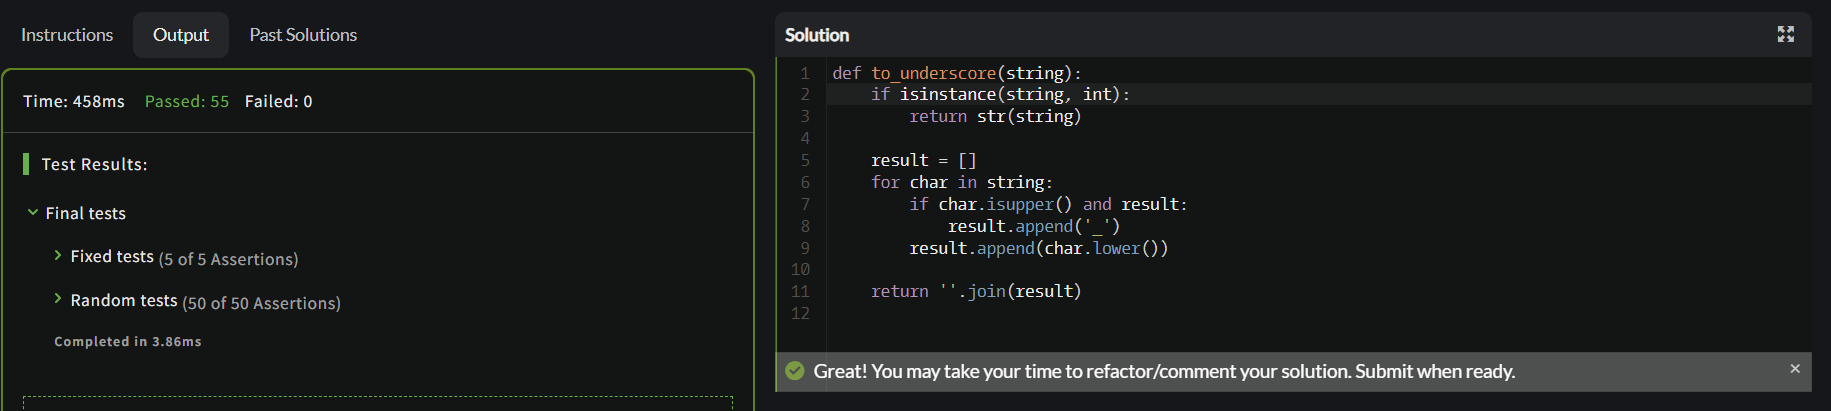 Instructions Output Past Solutions
Time: 458ms Passed: 55 Failed: 0
Test Results:
Final tests
Fixed tests (5 of 5 Assertions)
Random tests (50 of 50 Assertions)
Completed in 3.86ms
Solution
1 def to_underscore(string):
2     if isinstance(string, int):
3         return str(string)
4
5     result = []
6     for char in string:
7         if char.isupper() and result:
8             result.append('_')
9         result.append(char.lower())
10
11     return ''.join(result)
12
Great! You may take your time to refactor/comment your solution. Submit when ready.